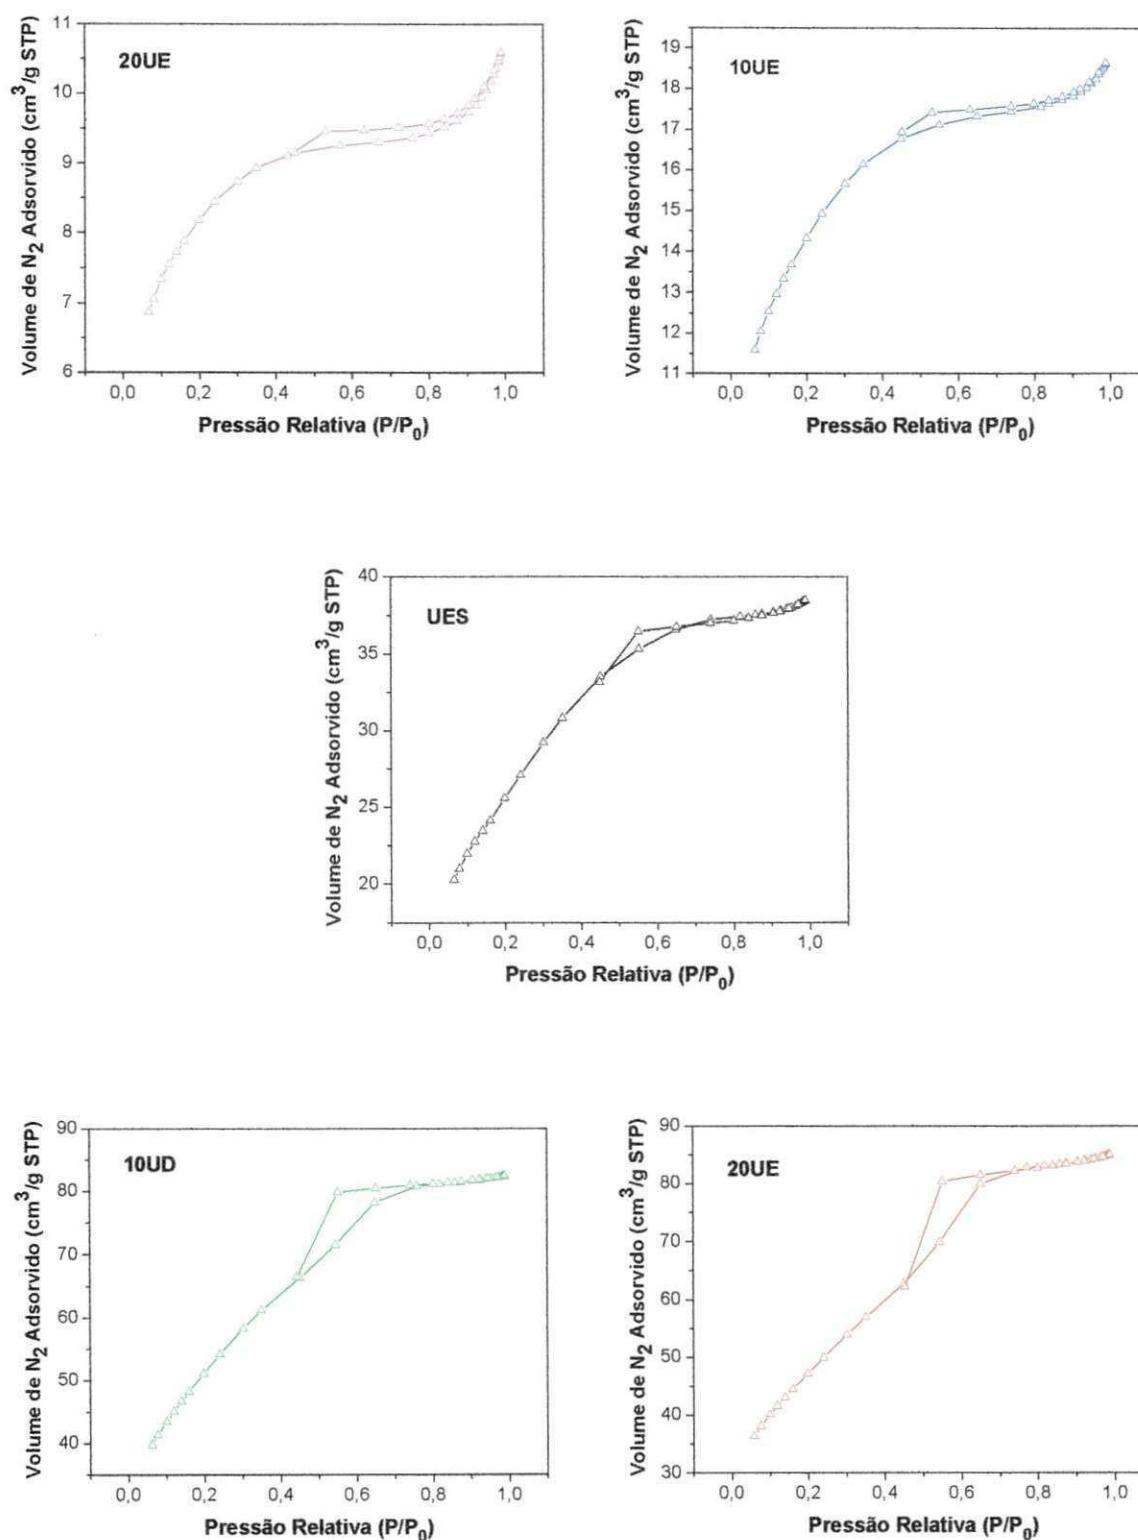 20UE
Volume de N2 Adsorvido (cm3/g STP)
11
10
9
8
7
6
0,0 0,2 0,4 0,6 0,8 1,0
Pressão Relativa (P/P0)
10UE
Volume de N2 Adsorvido (cm3/g STP)
19
18
17
16
15
14
13
12
11
0,0 0,2 0,4 0,6 0,8 1,0
Pressão Relativa (P/P0)
UES
Volume de N2 Adsorvido (cm3/g STP)
40
35
30
25
20
0,0 0,2 0,4 0,6 0,8 1,0
Pressão Relativa (P/P0)
10UD
Volume de N2 Adsorvido (cm3/g STP)
90
80
70
60
50
40
0,0 0,2 0,4 0,6 0,8 1,0
Pressão Relativa (P/P0)
20UE
Volume de N2 Adsorvido (cm3/g STP)
90
80
70
60
50
40
30
0,0 0,2 0,4 0,6 0,8 1,0
Pressão Relativa (P/P0)